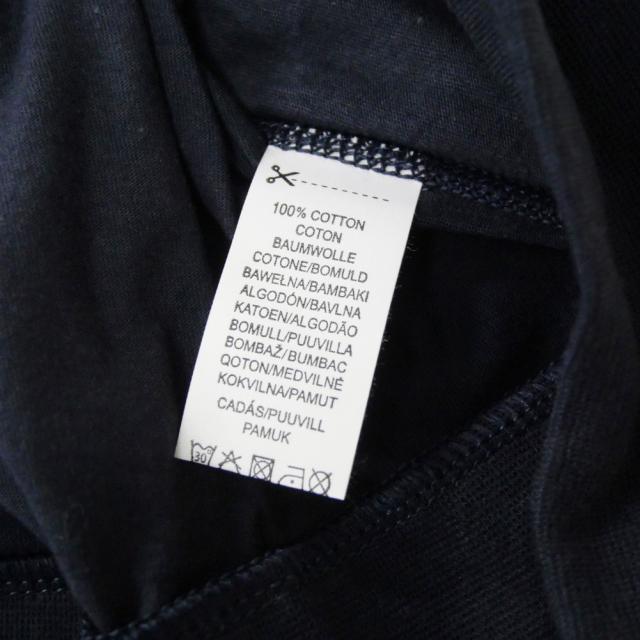 100% COTTON
COTON
BAUMWOLLE
COTONE/BOMULD
BAWEŁNA/BAMBAKI
ALGODÓN/BAVLNA
KATOEN/ALGODÃO
BOMULL/PUUVILLA
BOMBAŽ/BUMBAC
QOTON/MEDVILNÉ
KOKVILNA/PAMUT
CADÁS/PUUVILL
PAMUK
30